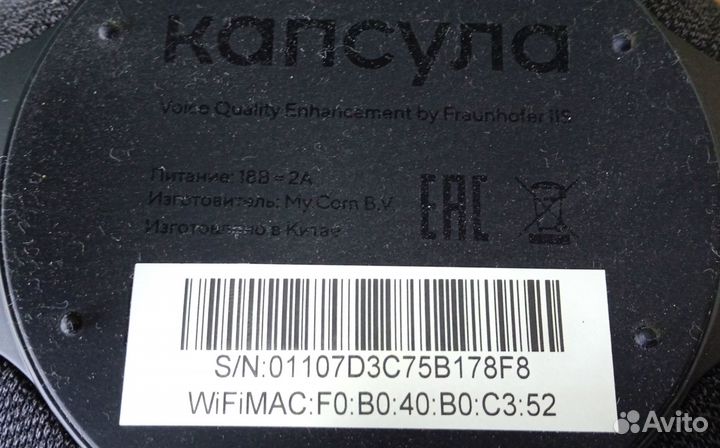 капсула
Voice Quality Enhancement by Fraunhofer IIS
Питание: 18В = 2А
Изготовитель: My Com B.V
Изготовлено в Китае
EAC
S/N:01107D3C75B178F8
WiFiMAC:F0:B0:40:B0:C3:52
Avito